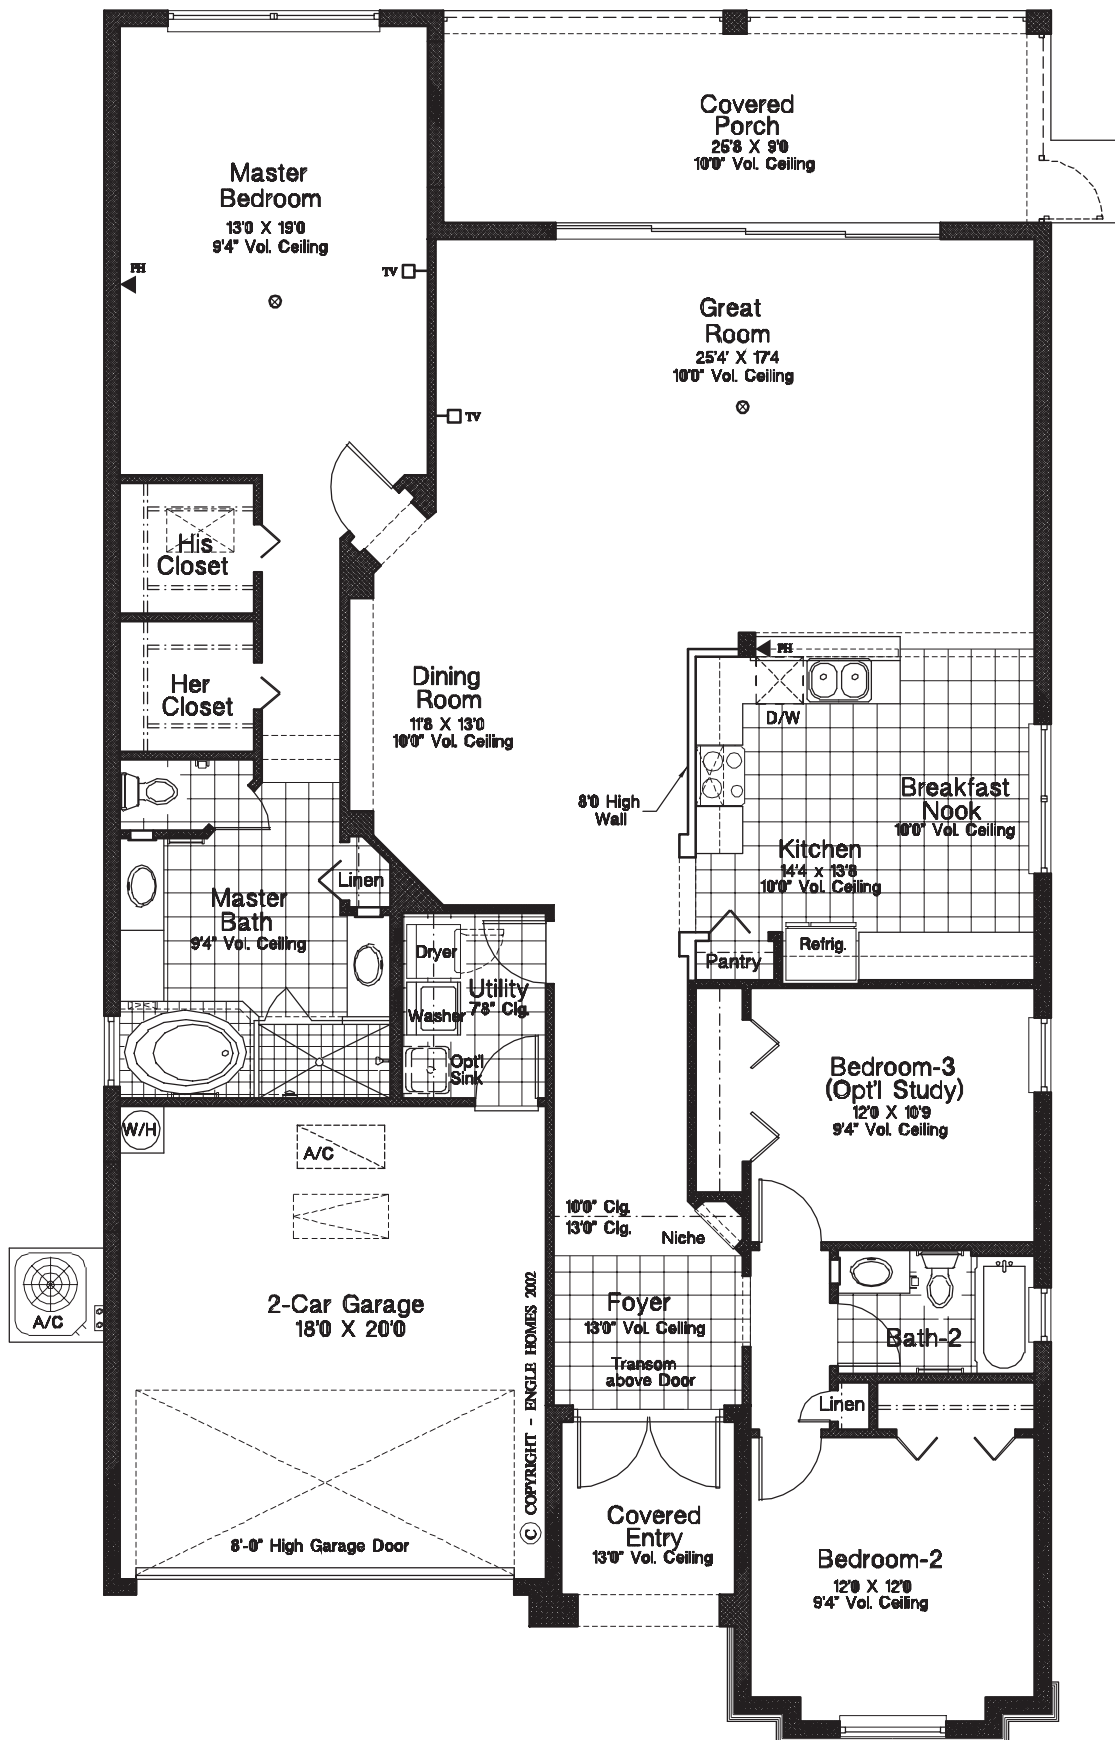 Covered
Porch
25'8 X 9'0
10'0" Vol. Ceiling
Master
Bedroom
13'0 X 19'0
9'4" Vol. Ceiling
PH
TV
Great
Room
25'4' X 17'4
10'0" Vol. Ceiling
TV
His
Closet
PH
Her
Closet
Dining
Room
11'8 X 13'0
10'0" Vol. Ceiling
D/W
8'0 High
Wall
Breakfast
Nook
10'0" Vol. Ceiling
Kitchen
14'4 x 13'8
10'0" Vol. Ceiling
Linen
Master
Bath
9'4" Vol. Ceiling
Dryer
Refrig.
Pantry
Utility
7'8" Clg.
Washer
Opt'l
Sink
Bedroom-3
(Opt'l Study)
12'0 X 10'9
9'4" Vol. Ceiling
W/H
A/C
10'0" Clg.
13'0" Clg.
Niche
A/C
2-Car Garage
18'0 X 20'0
Foyer
13'0" Vol. Ceiling
Transom
above Door
Bath-2
Linen
© COPYRIGHT - ENGLE HOMES 2002
8'-0" High Garage Door
Covered
Entry
13'0" Vol. Ceiling
Bedroom-2
12'0 X 12'0
9'4" Vol. Ceiling